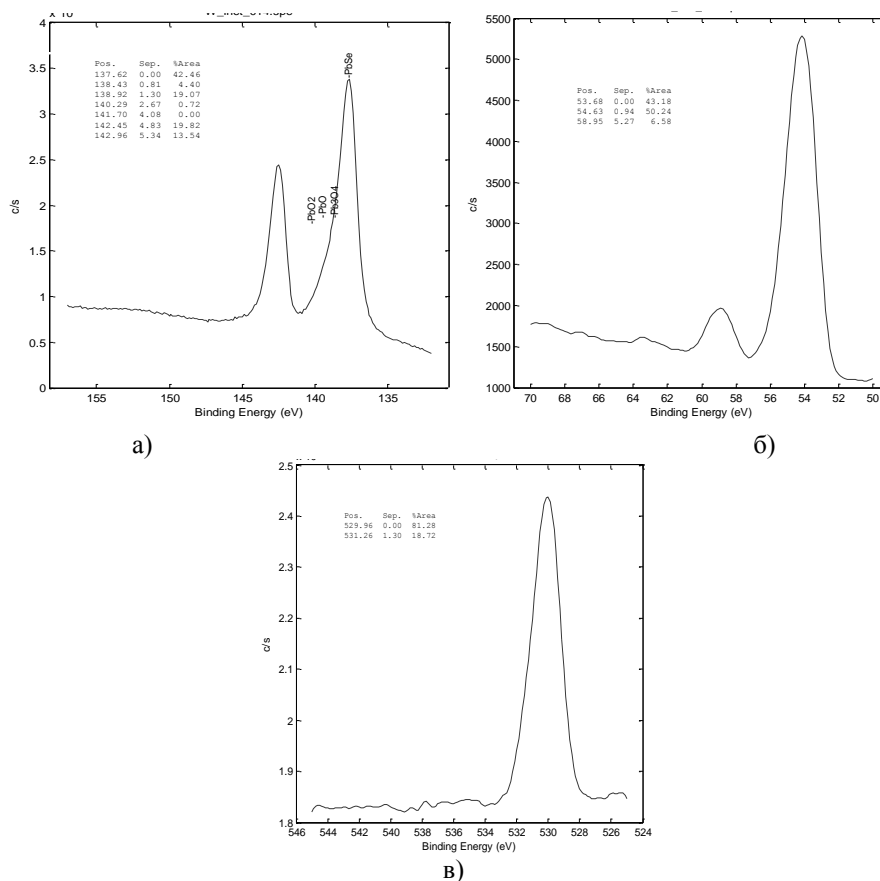 Pos. Sep. %Area
137.62 0.00 42.46
138.43 0.81 4.40
138.92 1.30 19.07
140.29 2.67 0.72
141.70 4.08 0.00
142.45 4.83 19.82
142.96 5.34 13.54
-PbSe
-PbO2
-PbO
-Pb3O4
4
3.5
3
2.5
2
1.5
1
0.5
0
c/s
155 150 145 140 135
Binding Energy (eV)
а)
Pos. Sep. %Area
53.68 0.00 43.18
54.63 0.94 50.24
58.95 5.27 6.58
5500
5000
4500
4000
3500
3000
2500
2000
1500
1000
c/s
70 68 66 64 62 60 58 56 54 52 50
Binding Energy (eV)
б)
Pos. Sep. %Area
529.96 0.00 81.28
531.26 1.30 18.72
2.5
2.4
2.3
2.2
2.1
2
1.9
1.8
c/s
546 544 542 540 538 536 534 532 530 528 526 524
Binding Energy (eV)
в)